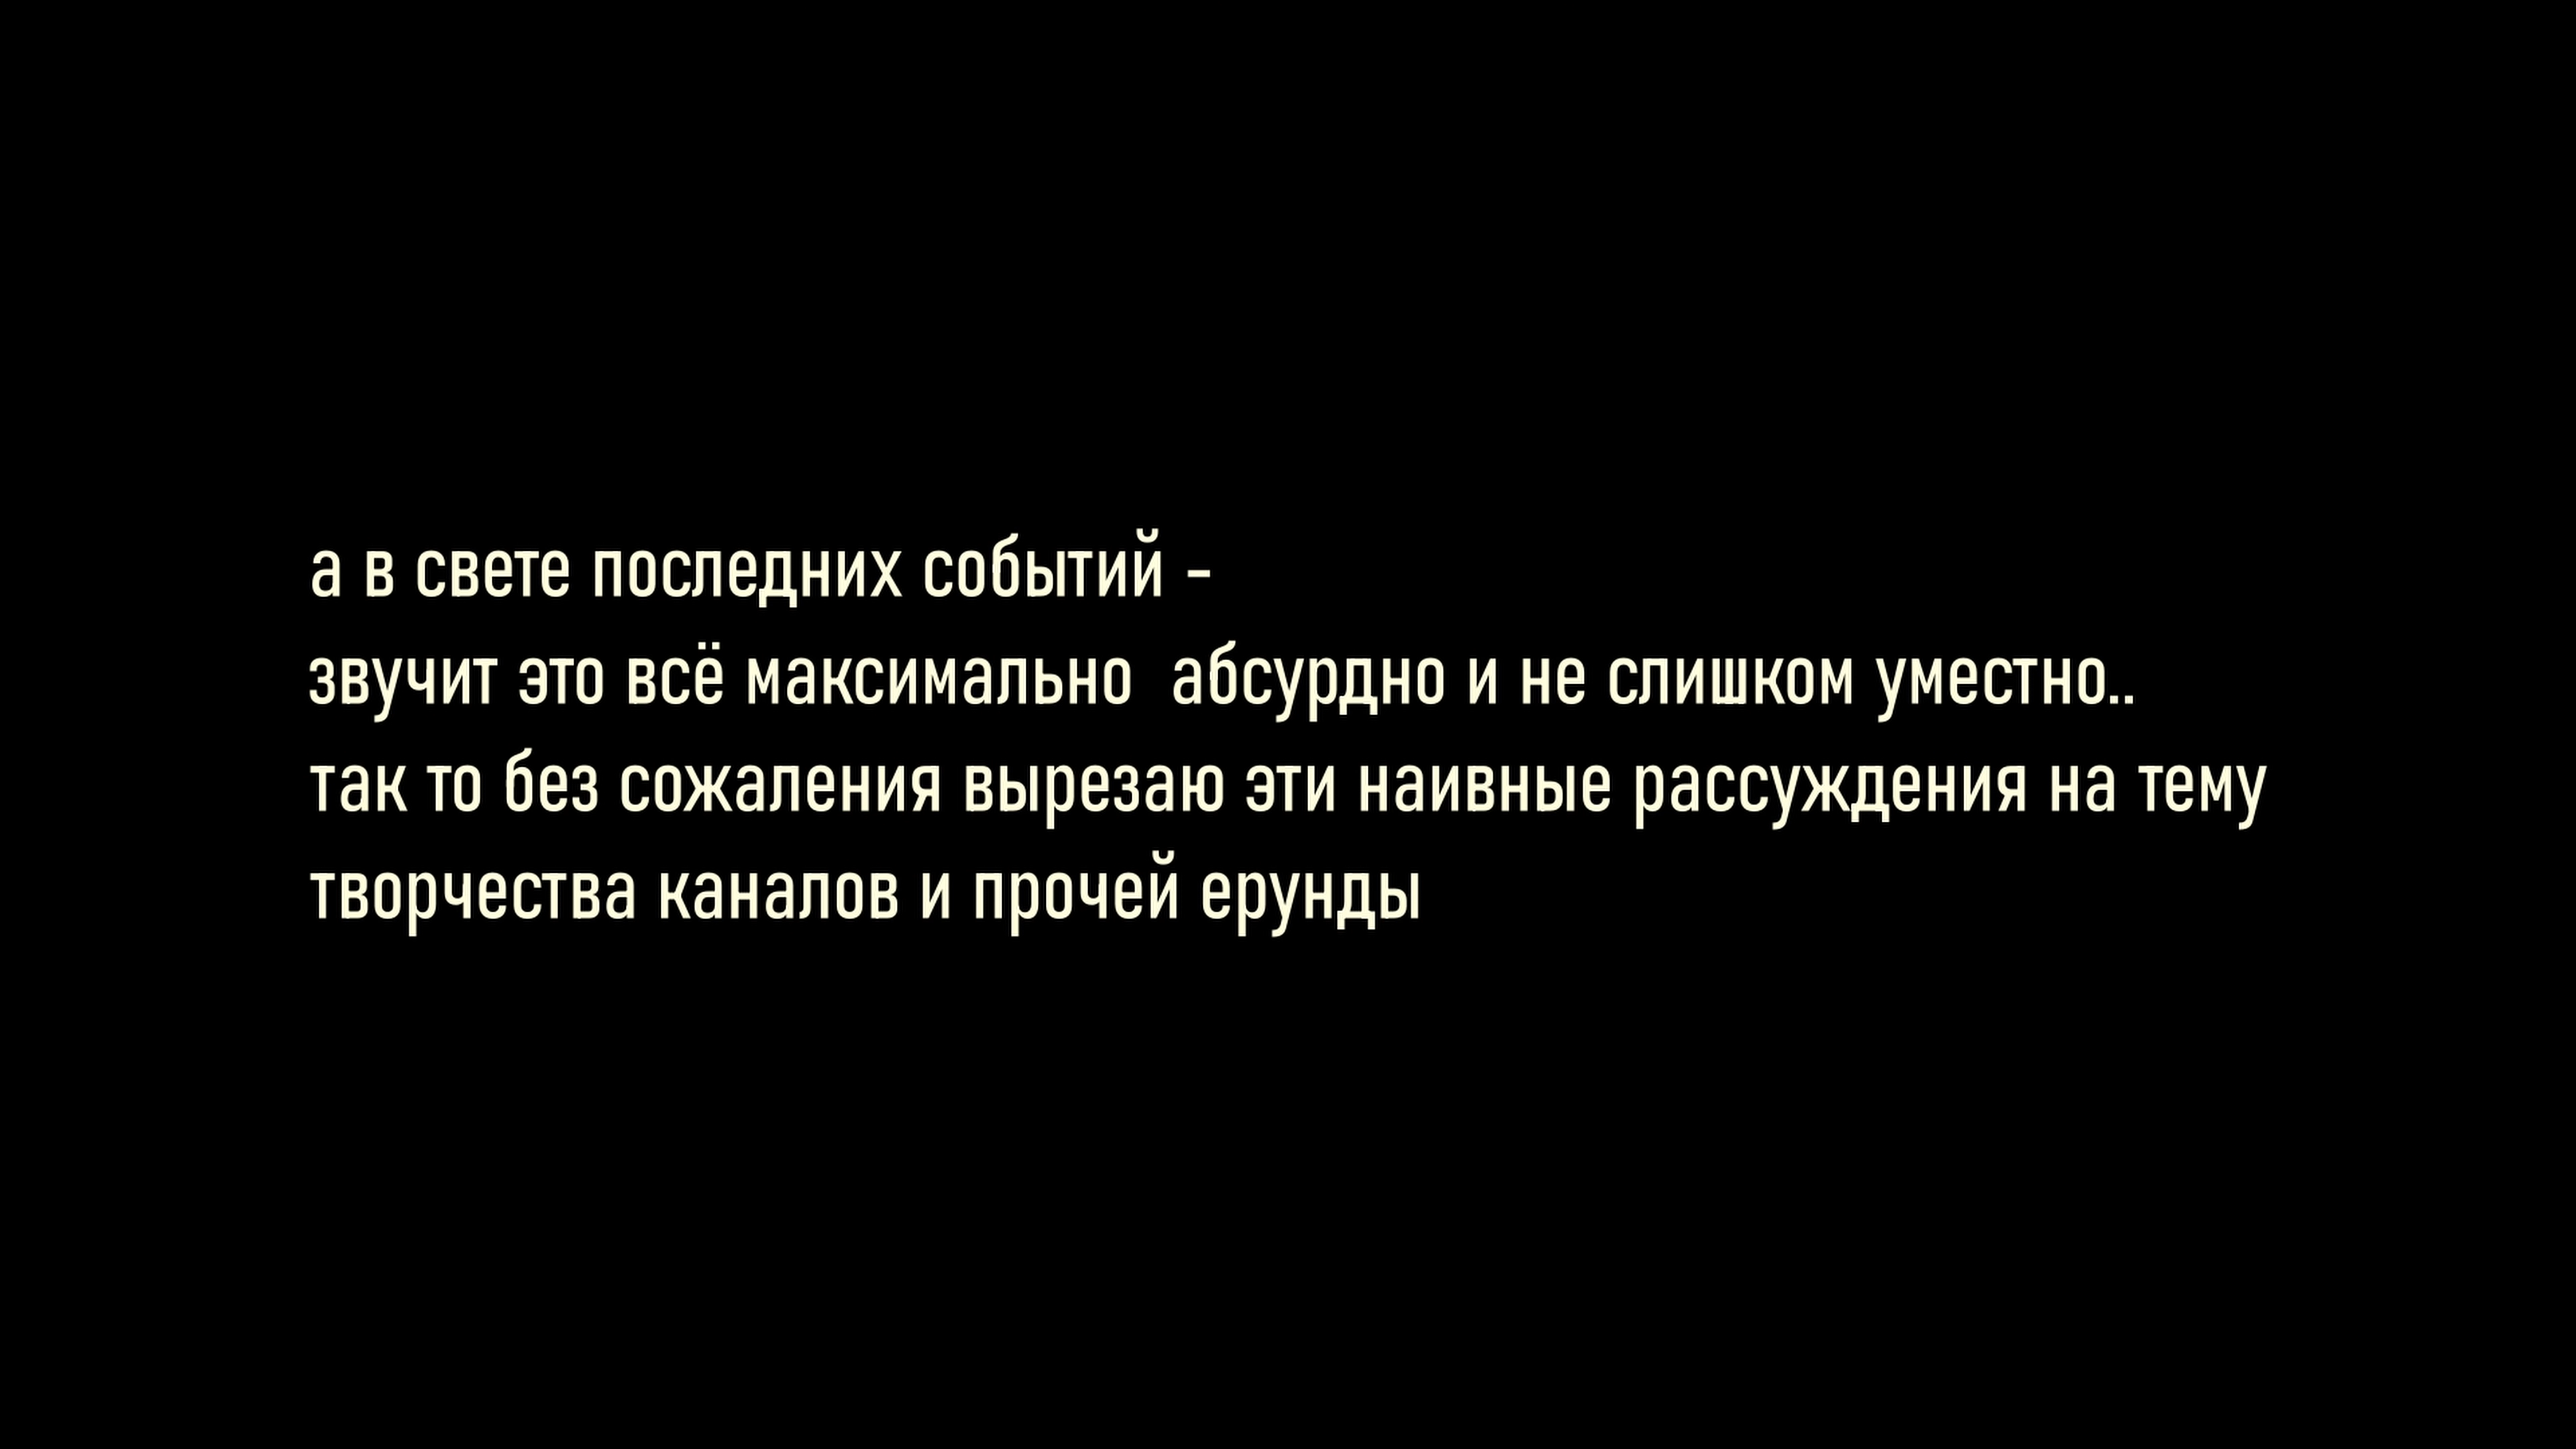 а в свете последних событий -
звучит это всё максимально  абсурдно и не слишком уместно..
так то без сожаления вырезаю эти наивные рассуждения на тему
творчества каналов и прочей ерунды